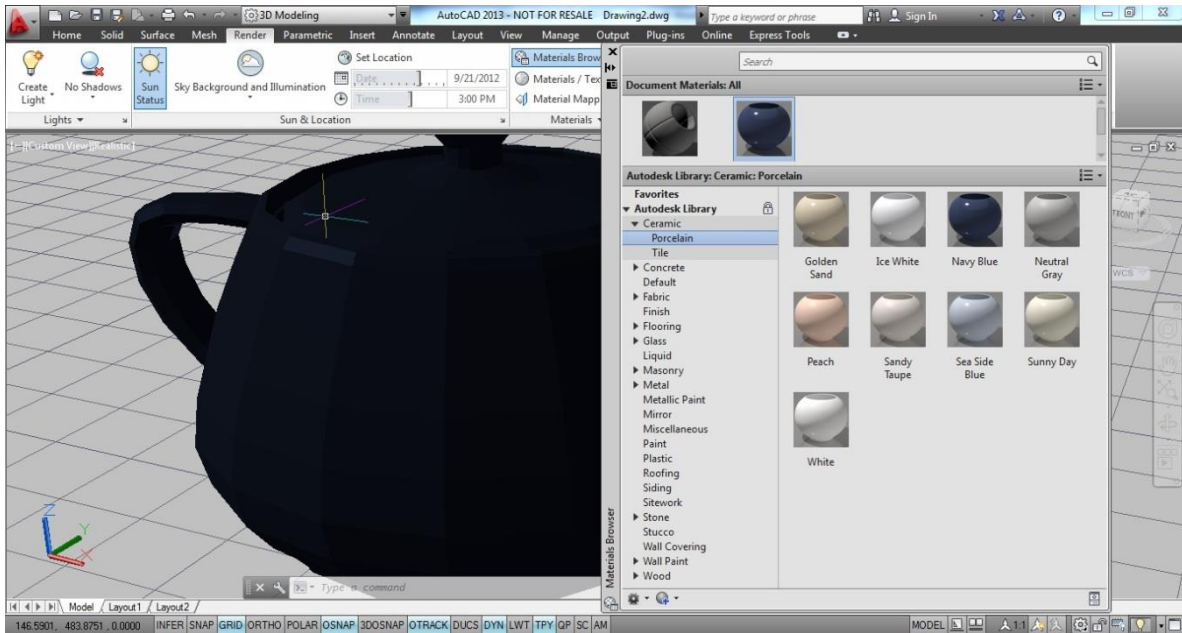 3D Modeling
AutoCAD 2013 - NOT FOR RESALE Drawing2.dwg
Type a keyword or phrase
Sign In
Home Solid Surface Mesh Render Parametric Insert Annotate Layout View Manage Output Plug-ins Online Express Tools
Create Light
No Shadows
Sun Status
Sky Background and Illumination
Set Location
Date
9/21/2012
Time
3:00 PM
Materials Brow
Materials / Tex
Material Mapp
Lights
Sun & Location
Materials
[-][Custom View][Realistic]
Search
Document Materials: All
Autodesk Library: Ceramic: Porcelain
Favorites
Autodesk Library
Ceramic
Porcelain
Tile
Concrete
Default
Fabric
Finish
Flooring
Glass
Liquid
Masonry
Metal
Metallic Paint
Mirror
Miscellaneous
Paint
Plastic
Roofing
Siding
Sitework
Stone
Stucco
Wall Covering
Wall Paint
Wood
Golden Sand
Ice White
Navy Blue
Neutral Gray
Peach
Sandy Taupe
Sea Side Blue
Sunny Day
White
Materials Browser
FRONT
WCS
Z
Y
X
Type a command
Model Layout1 Layout2
146.5901, 483.8751, 0.0000 INFER SNAP GRID ORTHO POLAR OSNAP 3DOSNAP OTRACK DUCS DYN LWT TPY QP SC AM MODEL 1:1